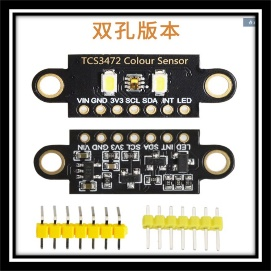 双孔版本
TCS3472 Colour Sensor
VIN GND 3V3 SCL SDA .INT LED
VIN GND 3V3 SCL SDA INT LED